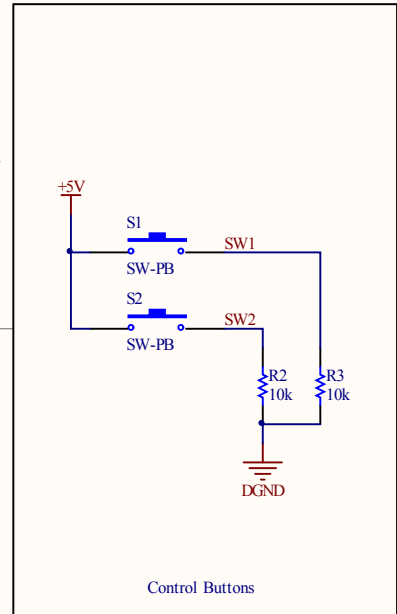 +5V
S1
SW1
SW-PB
S2
SW2
SW-PB
R2
10k
R3
10k
DGND
Control Buttons